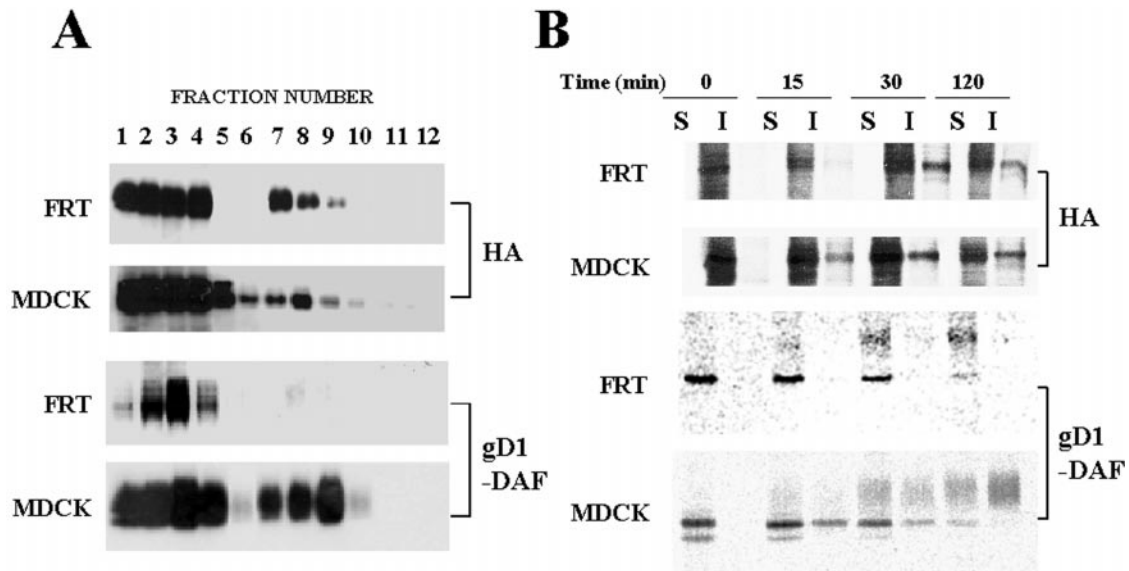 A
FRACTION NUMBER
1 2 3 4 5 6 7 8 9 10 11 12
FRT
MDCK
HA
FRT
MDCK
gD1
-DAF
B
Time (min) 0 15 30 120
S I S I S I S I
FRT
MDCK
HA
FRT
MDCK
gD1
-DAF